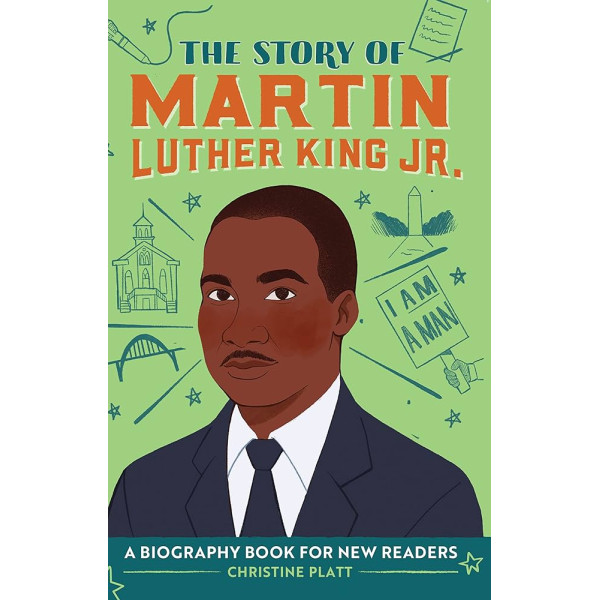 THE STORY OF
MARTIN
LUTHER KING JR.
I AM
A MAN
A BIOGRAPHY BOOK FOR NEW READERS
CHRISTINE PLATT